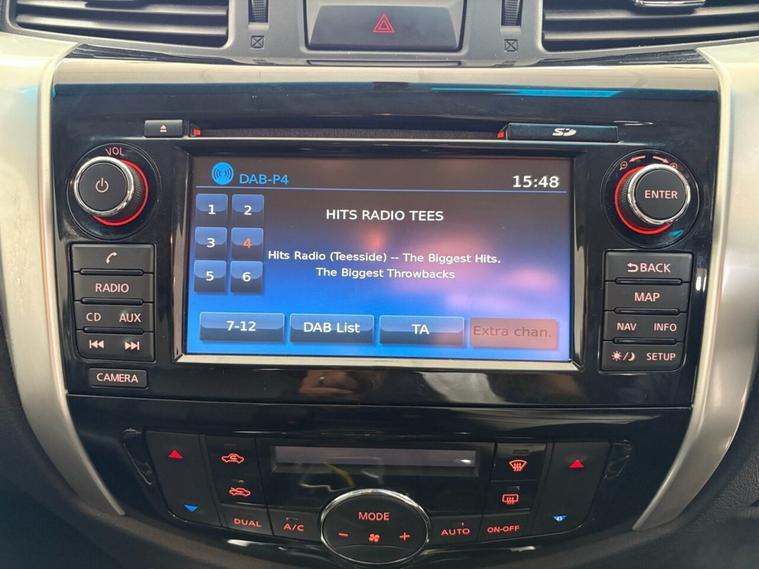 SD
VOL
DAB-P4
15:48
ENTER
1 2
HITS RADIO TEES
3 4
Hits Radio (Teesside) -- The Biggest Hits.
The Biggest Throwbacks
5 6
BACK
RADIO
MAP
CD AUX
7-12
DAB List
TA
Extra chan.
NAV INFO
SETUP
CAMERA
MODE
DUAL
A/C
AUTO
ON-OFF